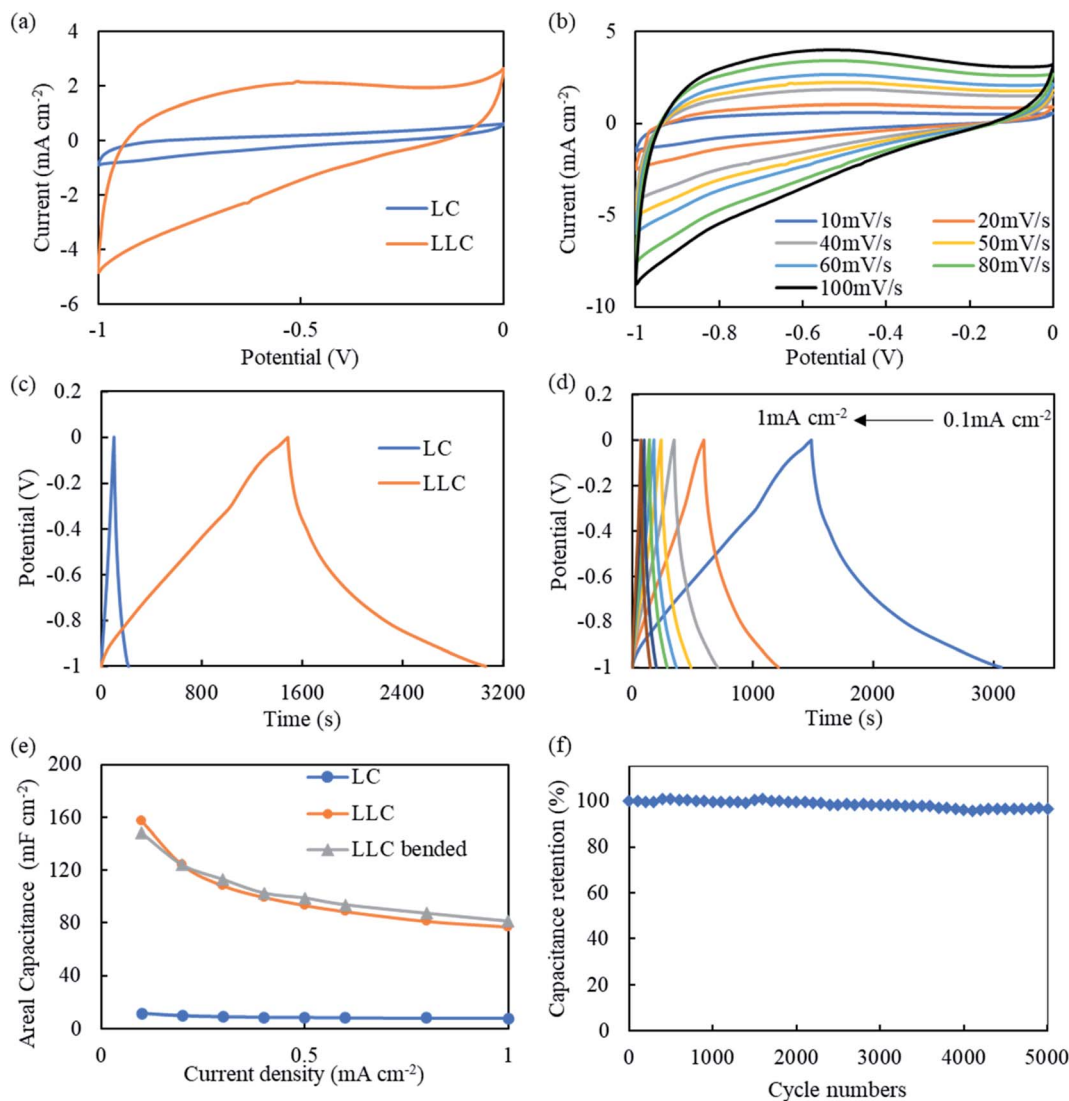 (a)
4
2
0
-2
-4
-6
Current (mA cm-2)
-1
-0.5
0
Potential (V)
LC
LLC
(b)
5
0
-5
-10
Current (mA cm-2)
-1
-0.8
-0.6
-0.4
-0.2
0
Potential (V)
10mV/s 20mV/s
40mV/s 50mV/s
60mV/s 80mV/s
100mV/s
(c)
0.2
0
-0.2
-0.4
-0.6
-0.8
-1
Potential (V)
0
800
1600
2400
3200
Time (s)
LC
LLC
(d)
0.2
0
-0.2
-0.4
-0.6
-0.8
-1
Potential (V)
0
1000
2000
3000
Time (s)
1mA cm-2 0.1mA cm-2
(e)
200
160
120
80
40
0
Areal Capacitance (mF cm-2)
0
0.5
1
Current density (mA cm-2)
LC
LLC
LLC bended
(f)
100
80
60
40
20
0
Capacitance retention (%)
0
1000
2000
3000
4000
5000
Cycle numbers